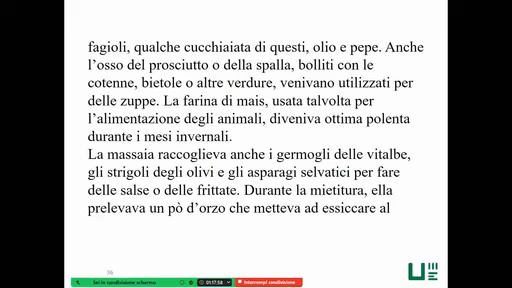 fagioli, qualche cucchiaiata di questi, olio e pepe. Anche
l'osso del prosciutto o della spalla, bolliti con le
cotenne, bietole o altre verdure, venivano utilizzati per
delle zuppe. La farina di mais, usata talvolta per
l'alimentazione degli animali, diveniva ottima polenta
durante i mesi invernali.
La massaia raccoglieva anche i germogli delle vitalbe,
gli strigoli degli olivi e gli asparagi selvatici per fare
delle salse o delle frittate. Durante la mietitura, ella
prelevava un pò d'orzo che metteva ad essiccare al
36
Sei in condivisione schermo
01:17:58
Interrompi condivisione